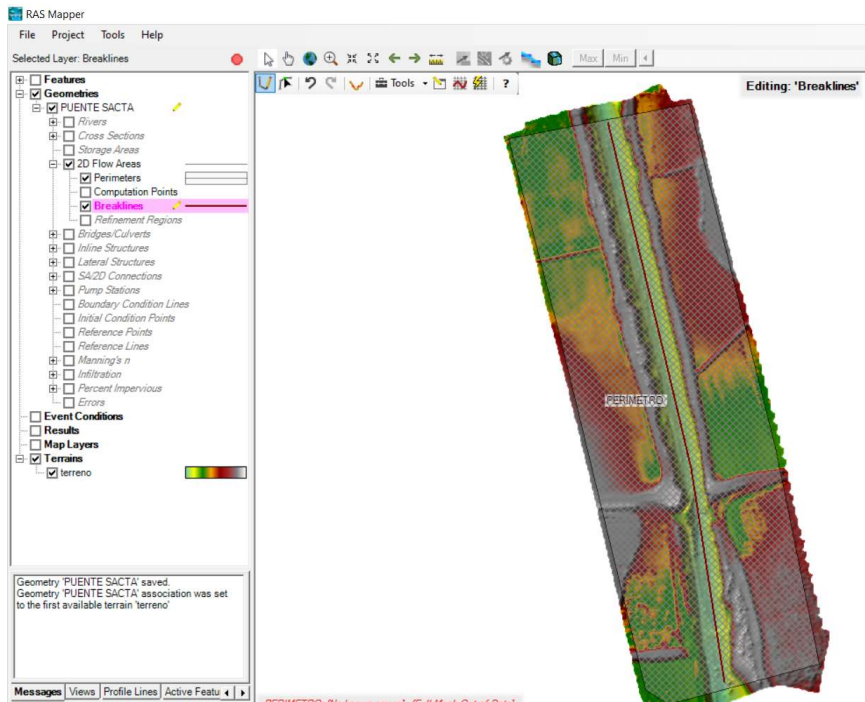 RAS Mapper
File Project Tools Help
Selected Layer: Breaklines
Max Min
Tools ?
Editing: 'Breaklines'
Features
Geometries
PUENTE SACTA
Rivers
Cross Sections
Storage Areas
2D Flow Areas
Perimeters
Computation Points
Breaklines
Refinement Regions
Bridges/Culverts
Inline Structures
Lateral Structures
SA/2D Connections
Pump Stations
Boundary Condition Lines
Initial Condition Points
Reference Points
Reference Lines
Manning's n
Infiltration
Percent Impervious
Errors
Event Conditions
Results
Map Layers
Terrains
terreno
PERIMETRO
Geometry 'PUENTE SACTA' saved.
Geometry 'PUENTE SACTA' association was set
to the first available terrain 'terreno'
Messages Views Profile Lines Active Featu